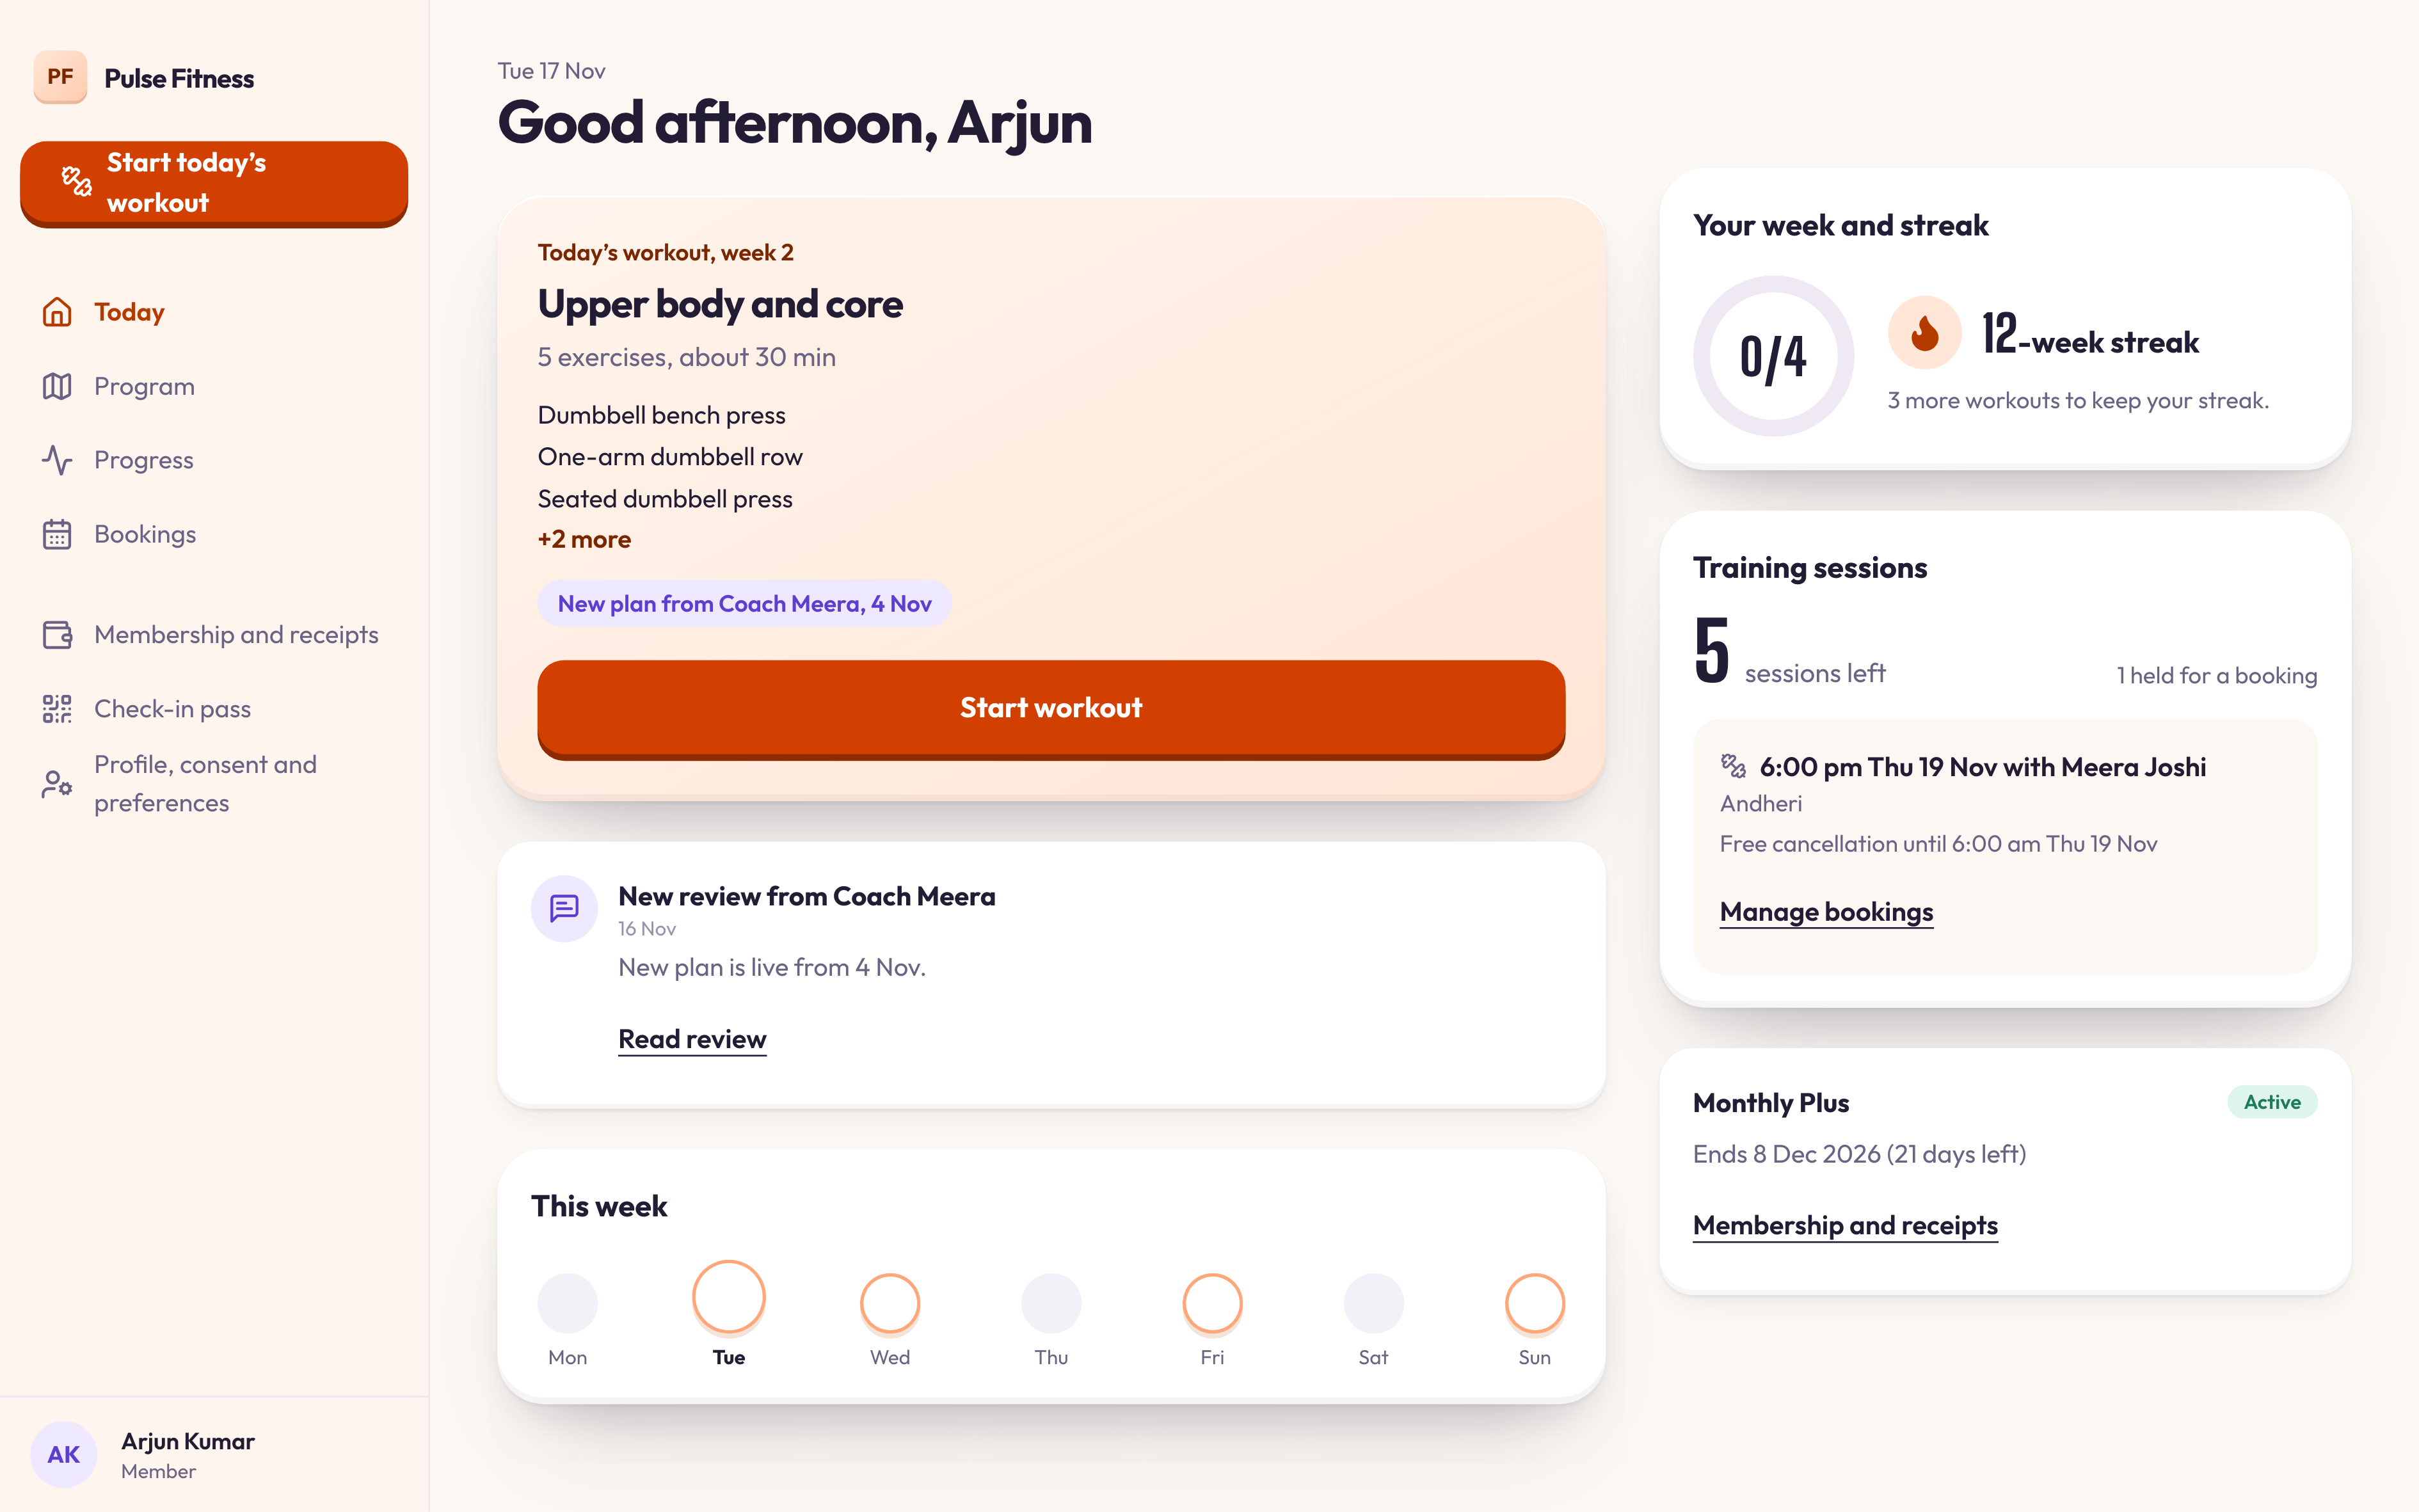 PF
Pulse Fitness
Start today’s
workout
Today
Program
Progress
Bookings
Membership and receipts
Check-in pass
Profile, consent and
preferences
AK
Arjun Kumar
Member
Tue 17 Nov
Good afternoon, Arjun
Today’s workout, week 2
Upper body and core
5 exercises, about 30 min
Dumbbell bench press
One-arm dumbbell row
Seated dumbbell press
+2 more
New plan from Coach Meera, 4 Nov
Start workout
New review from Coach Meera
16 Nov
New plan is live from 4 Nov.
Read review
This week
Mon Tue Wed Thu Fri Sat Sun
Your week and streak
0/4
12-week streak
3 more workouts to keep your streak.
Training sessions
5 sessions left
1 held for a booking
6:00 pm Thu 19 Nov with Meera Joshi
Andheri
Free cancellation until 6:00 am Thu 19 Nov
Manage bookings
Monthly Plus
Active
Ends 8 Dec 2026 (21 days left)
Membership and receipts